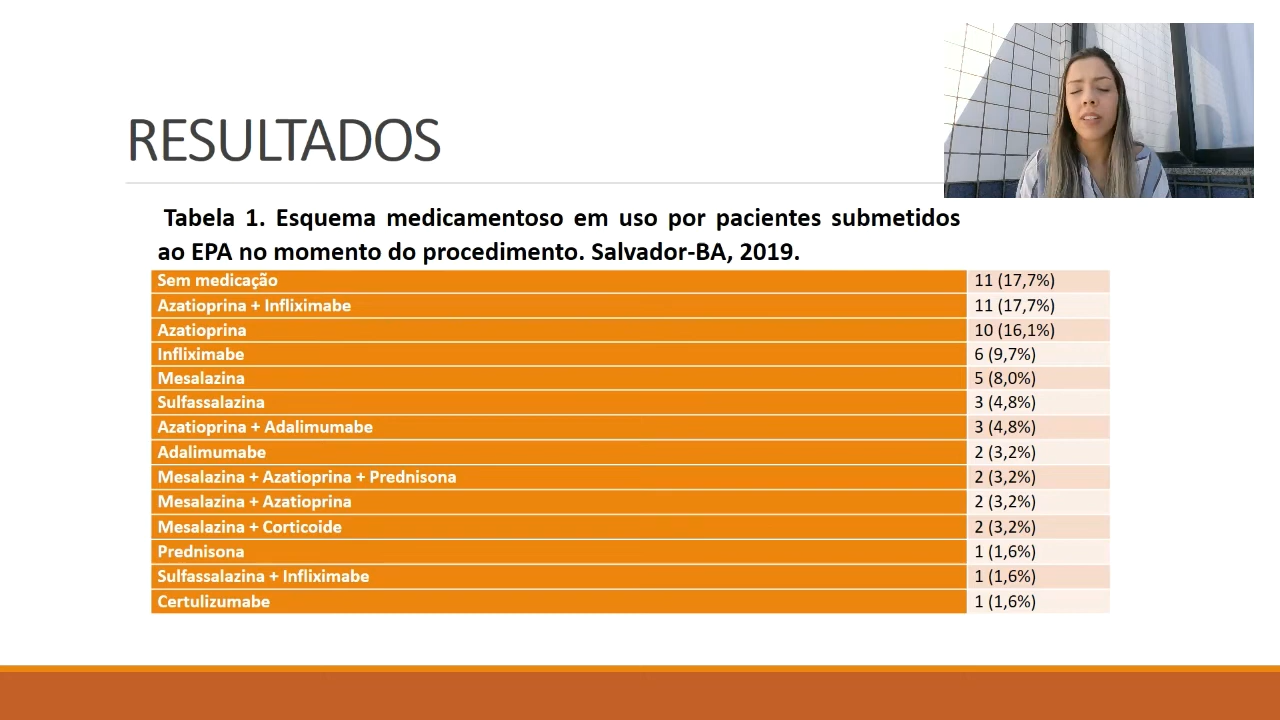 RESULTADOS
Tabela 1. Esquema medicamentoso em uso por pacientes submetidos
ao EPA no momento do procedimento. Salvador-BA, 2019.
Sem medicação 11 (17,7%)
Azatioprina + Infliximabe 11 (17,7%)
Azatioprina 10 (16,1%)
Infliximabe 6 (9,7%)
Mesalazina 5 (8,0%)
Sulfassalazina 3 (4,8%)
Azatioprina + Adalimumabe 3 (4,8%)
Adalimumabe 2 (3,2%)
Mesalazina + Azatioprina + Prednisona 2 (3,2%)
Mesalazina + Azatioprina 2 (3,2%)
Mesalazina + Corticoide 2 (3,2%)
Prednisona 1 (1,6%)
Sulfassalazina + Infliximabe 1 (1,6%)
Certulizumabe 1 (1,6%)